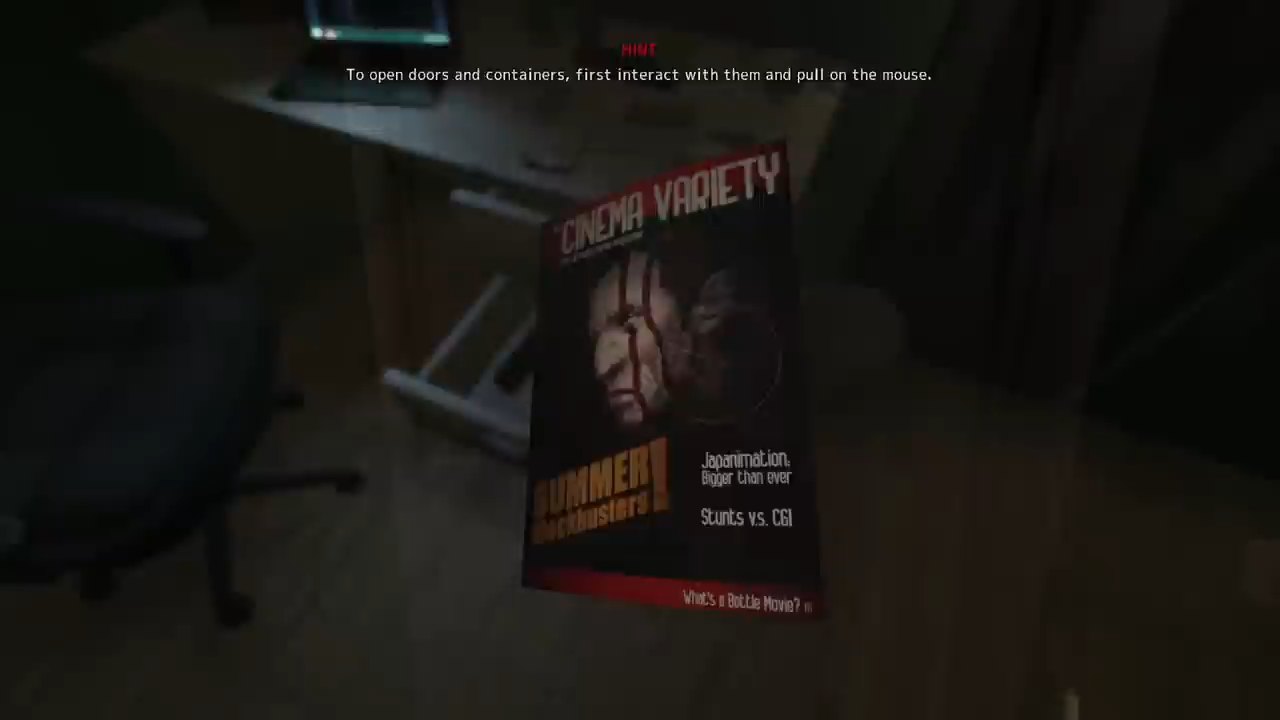 HINT
To open doors and containers, first interact with them and pull on the mouse.
CINEMA VARIETY
SUMMER
Blockbusters!
Japanimation:
Bigger than ever
Stunts v.s. CGI
What's a Bottle Movie?